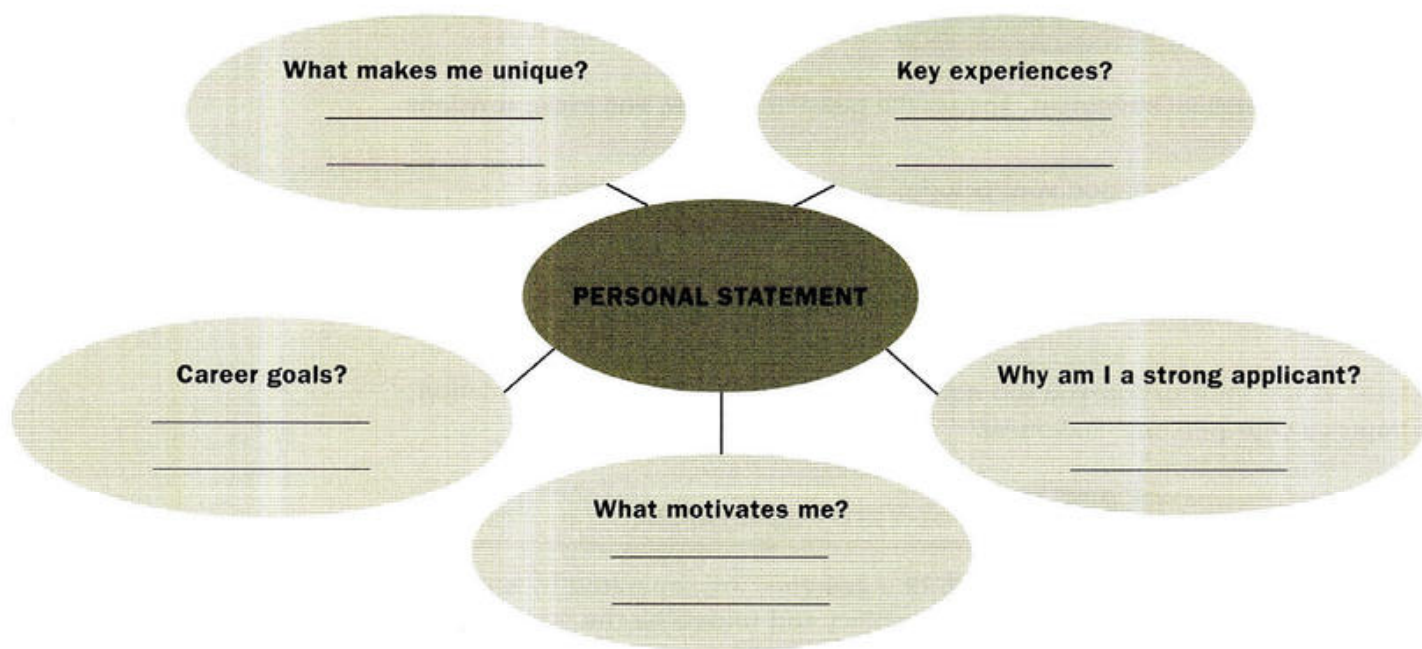 What makes me unique?
Key experiences?
PERSONAL STATEMENT
Career goals?
Why am I a strong applicant?
What motivates me?